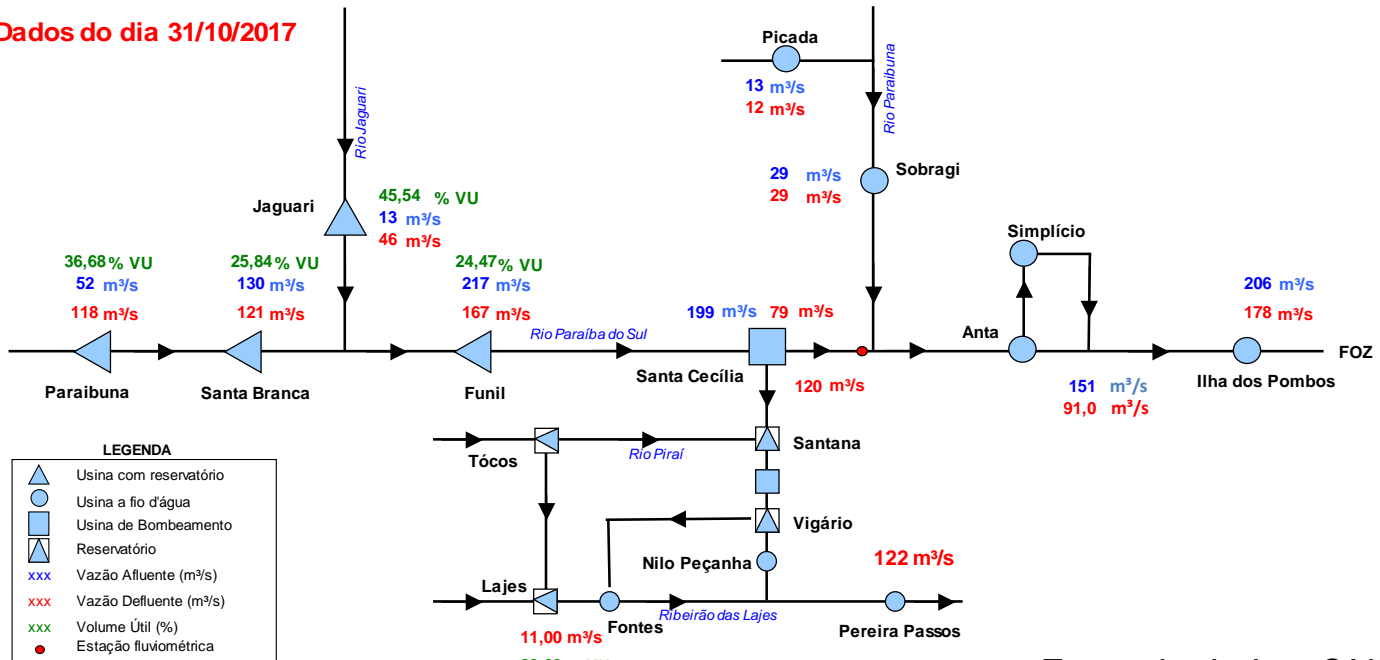 Dados do dia 31/10/2017
Picada
13 m³/s
12 m³/s
Rio Jaguari
Rio Paraibuna
29 m³/s
29 m³/s
Sobragi
Jaguari
45,54 % VU
13 m³/s
46 m³/s
Simplício
36,68 % VU
52 m³/s
118 m³/s
25,84 % VU
130 m³/s
121 m³/s
24,47 % VU
217 m³/s
167 m³/s
199 m³/s 79 m³/s
206 m³/s
178 m³/s
Rio Paraíba do Sul
Anta
FOZ
Paraibuna
Santa Branca
Funil
Santa Cecília
120 m³/s
151 m³/s
91,0 m³/s
Ilha dos Pombos
Tócos
Rio Piraí
Santana
Vigário
Nilo Peçanha
122 m³/s
Lajes
Fontes
Ribeirão das Lajes
Pereira Passos
11,00 m³/s
LEGENDA
Usina com reservatório
Usina a fio d'água
Usina de Bombeamento
Reservatório
xxx Vazão Afluente (m³/s)
xxx Vazão Defluente (m³/s)
xxx Volume Útil (%)
Estação fluviométrica